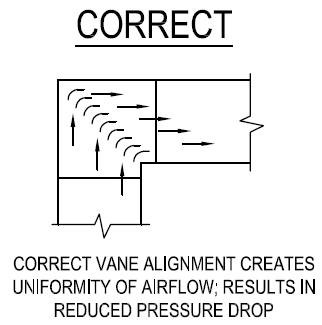 CORRECT
CORRECT VANE ALIGNMENT CREATES
UNIFORMITY OF AIRFLOW; RESULTS IN
REDUCED PRESSURE DROP